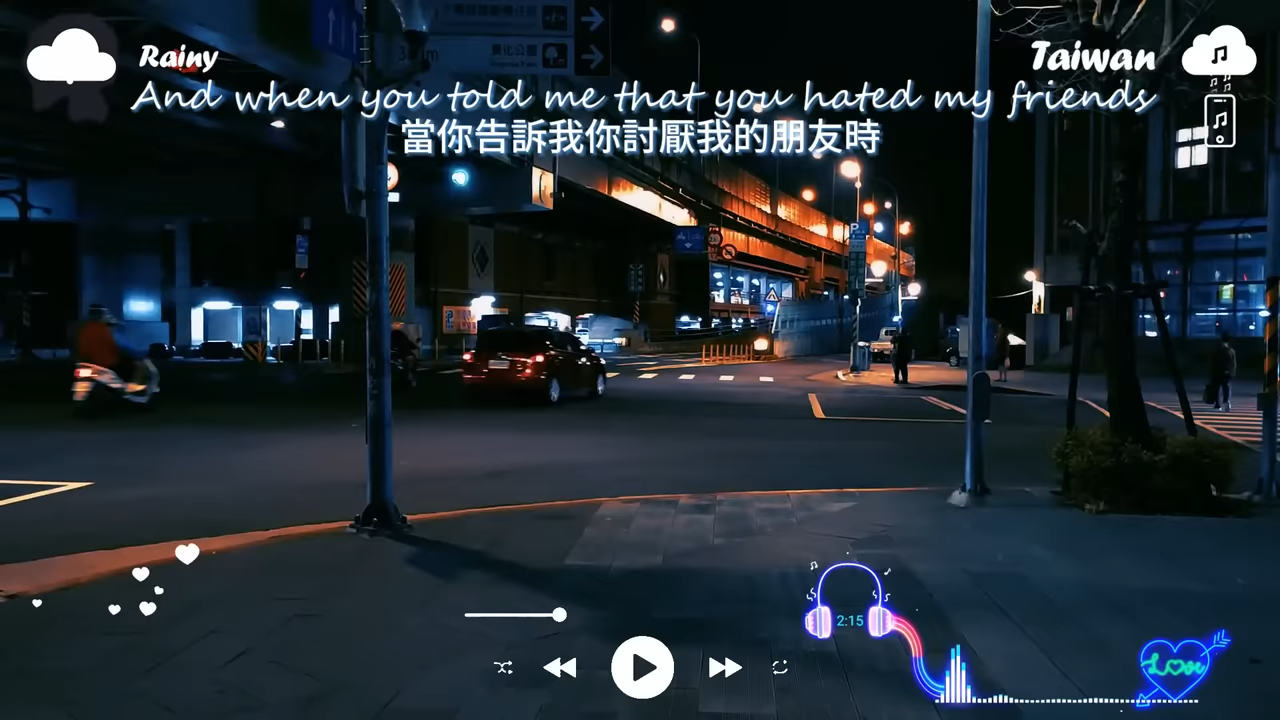 Rainy
Taiwan
And when you told me that you hated my friends
當你告訴我你討厭我的朋友時
P
2:15
Love